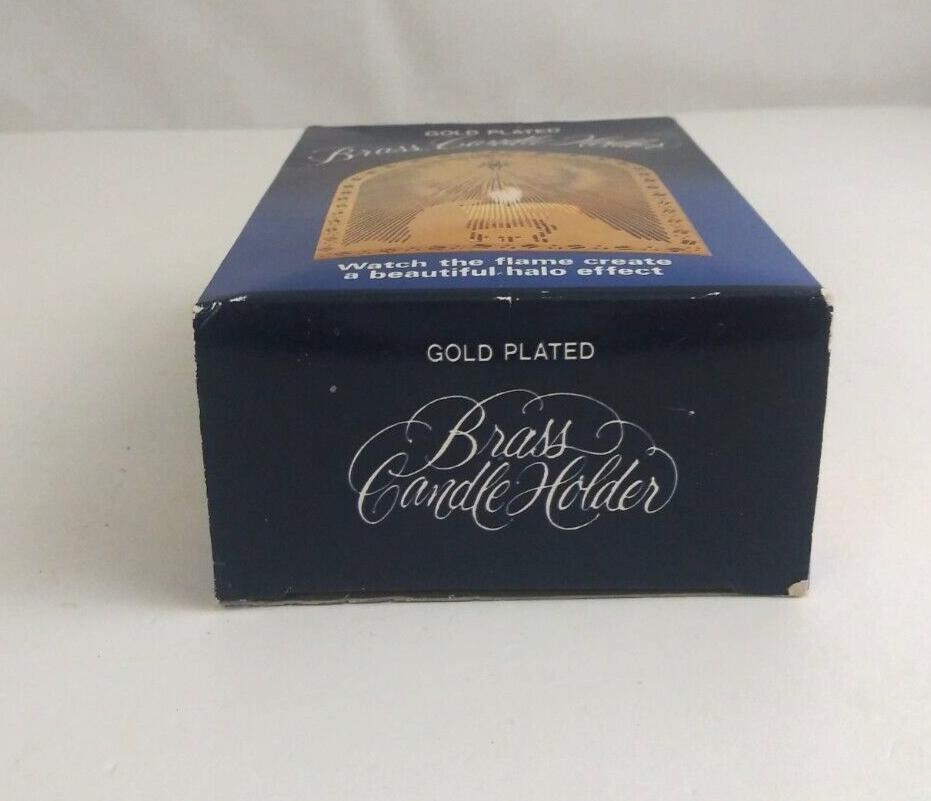 GOLD PLATED
Brass Candle Holder
Watch the flame create
a beautiful halo effect
GOLD PLATED
Brass
Candle Holder